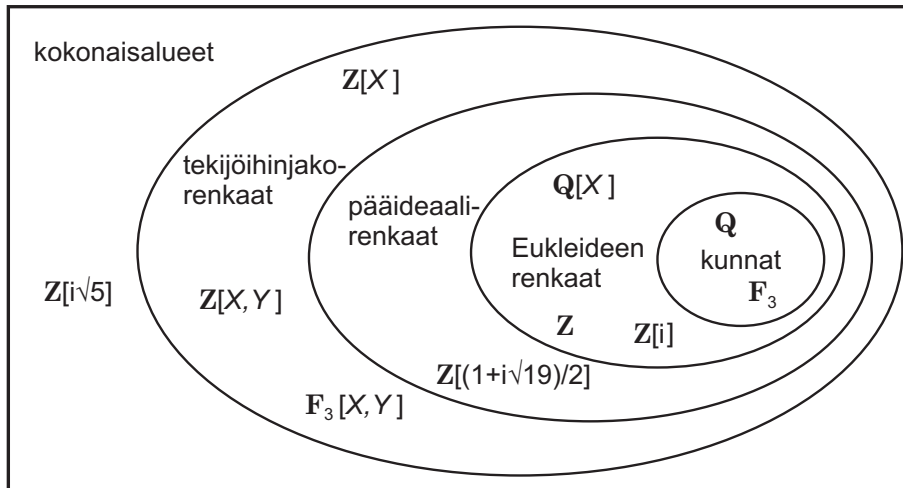 kokonaisalueet
Z[X]
tekijöihinjako-
renkaat
pääideaali-
renkaat
Q[X]
Q
Eukleideen
renkaat
kunnat
F₃
Z[i√5]
Z[X,Y]
Z
Z[i]
Z[(1+i√19)/2]
F₃[X,Y]